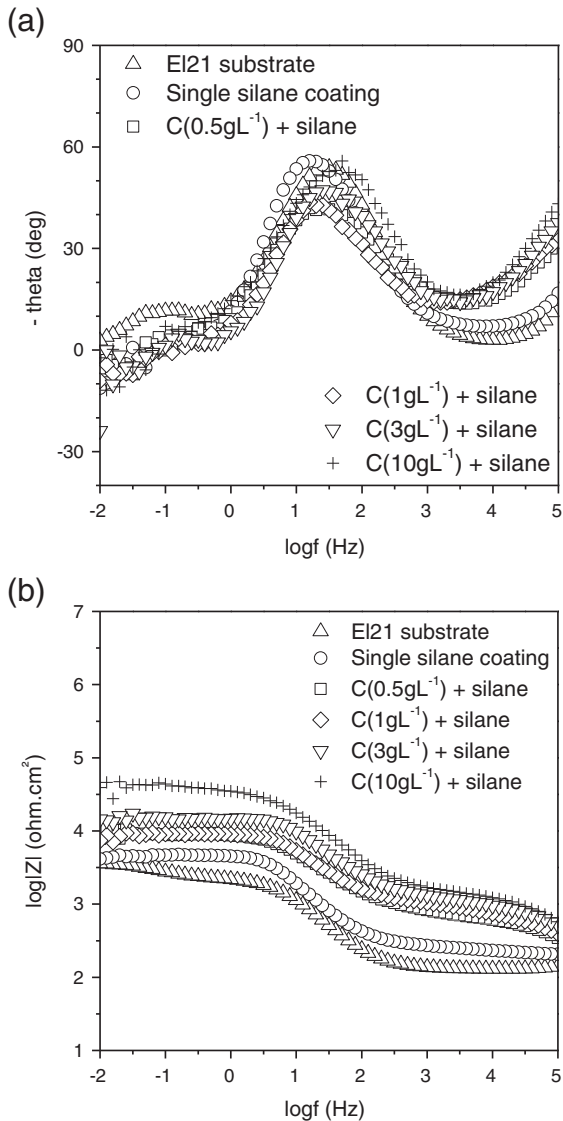 (a)
90
60
30
0
-30
- theta (deg)
El21 substrate
Single silane coating
C(0.5gL⁻¹) + silane
C(1gL⁻¹) + silane
C(3gL⁻¹) + silane
C(10gL⁻¹) + silane
-2 -1 0 1 2 3 4 5
logf (Hz)
(b)
7
6
5
4
3
2
1
log|Z| (ohm.cm²)
El21 substrate
Single silane coating
C(0.5gL⁻¹) + silane
C(1gL⁻¹) + silane
C(3gL⁻¹) + silane
C(10gL⁻¹) + silane
-2 -1 0 1 2 3 4 5
logf (Hz)